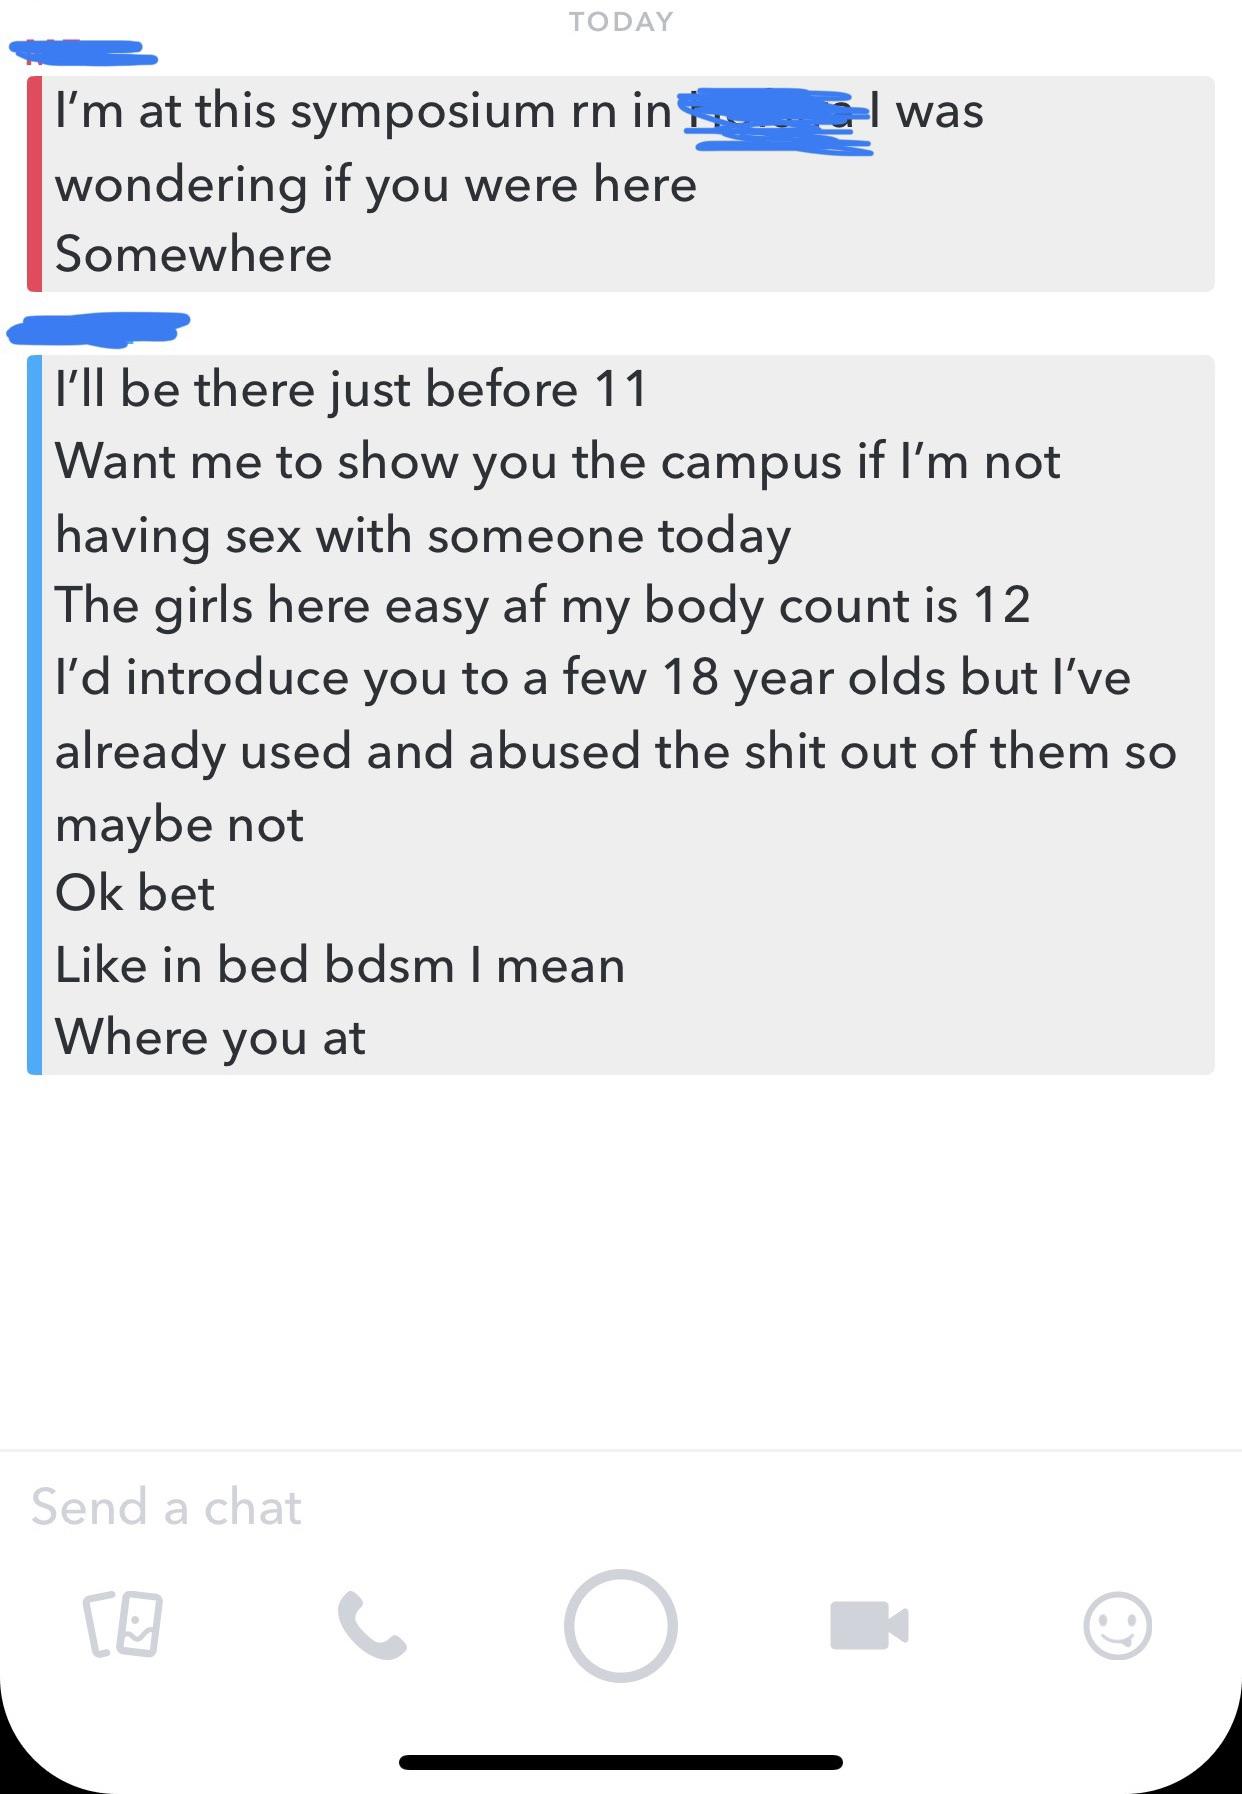 TODAY
I'm at this symposium rn in I was
wondering if you were here
Somewhere
I'll be there just before 11
Want me to show you the campus if I'm not
having sex with someone today
The girls here easy af my body count is 12
I'd introduce you to a few 18 year olds but I've
already used and abused the shit out of them so
maybe not
Ok bet
Like in bed bdsm I mean
Where you at
Send a chat